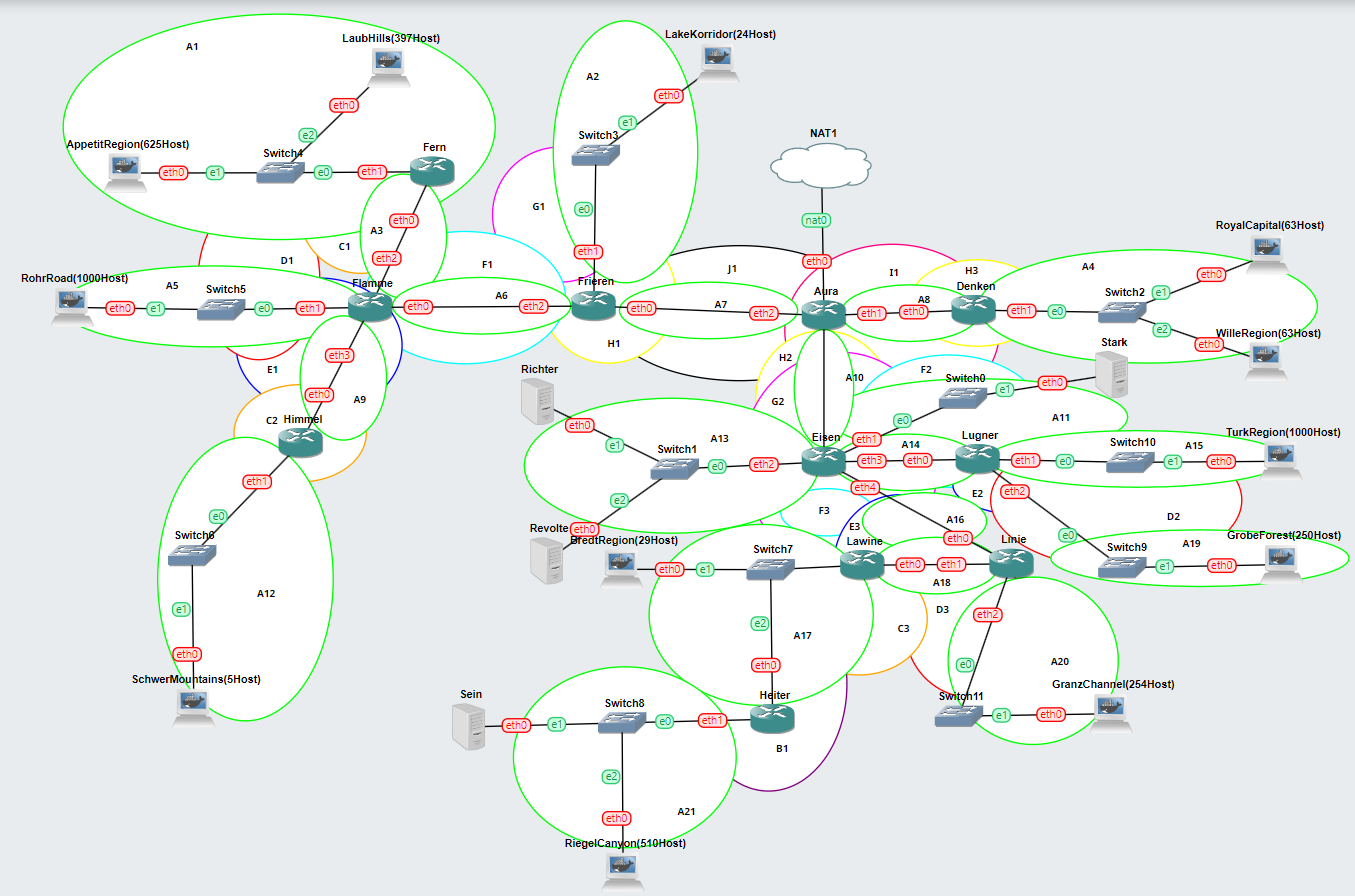 LakeKorridor(24Host)
LaubHills(397Host)
A1
A2
eth0
eth0
e1
e2
NAT1
Switch3
AppetitRegion(625Host)
Switch4
Fern
eth0
e1
e0
eth1
G1
e0
nat0
eth0
A3
RoyalCapital(63Host)
C1
eth1
D1
eth2
F1
J1
eth0
I1
H3
A4
eth0
RohrRoad(1000Host)
A5
Switch5
Flamme
Frieren
Aura
A8
Denken
Switch2
e1
A6
A7
eth0
e1
e0
eth1
eth0
eth2
eth0
eth2
eth1
eth0
eth1
e0
e2
WilleRegion(63Host)
eth0
H1
Stark
eth3
H2
E1
Richter
F2
Switch0
A10
eth0
e1
eth0
A9
G2
C2
Himmel
eth0
e0
A11
Eisen
eth1
Lugner
TurkRegion(1000Host)
A13
A14
Switch10
A15
e1
Switch1
e0
eth2
eth3
eth0
eth1
e0
e1
eth0
eth1
eth4
eth2
E2
e2
e0
F3
A16
D2
Revolte
eth0
E3
Switch6
BredtRegion(29Host)
Switch7
Lawine
eth0
Linie
e0
GrobeForest(250Host)
Switch9
A19
eth0
e1
eth0
eth1
e1
eth0
A18
A12
e1
D3
eth2
e2
C3
A17
eth0
eth0
e0
A20
SchwerMountains(5Host)
GranzChannel(254Host)
Sein
Switch8
Heiter
Switch11
eth0
e1
e0
eth1
e1
eth0
B1
e2
A21
eth0
RiegelCanyon(510Host)